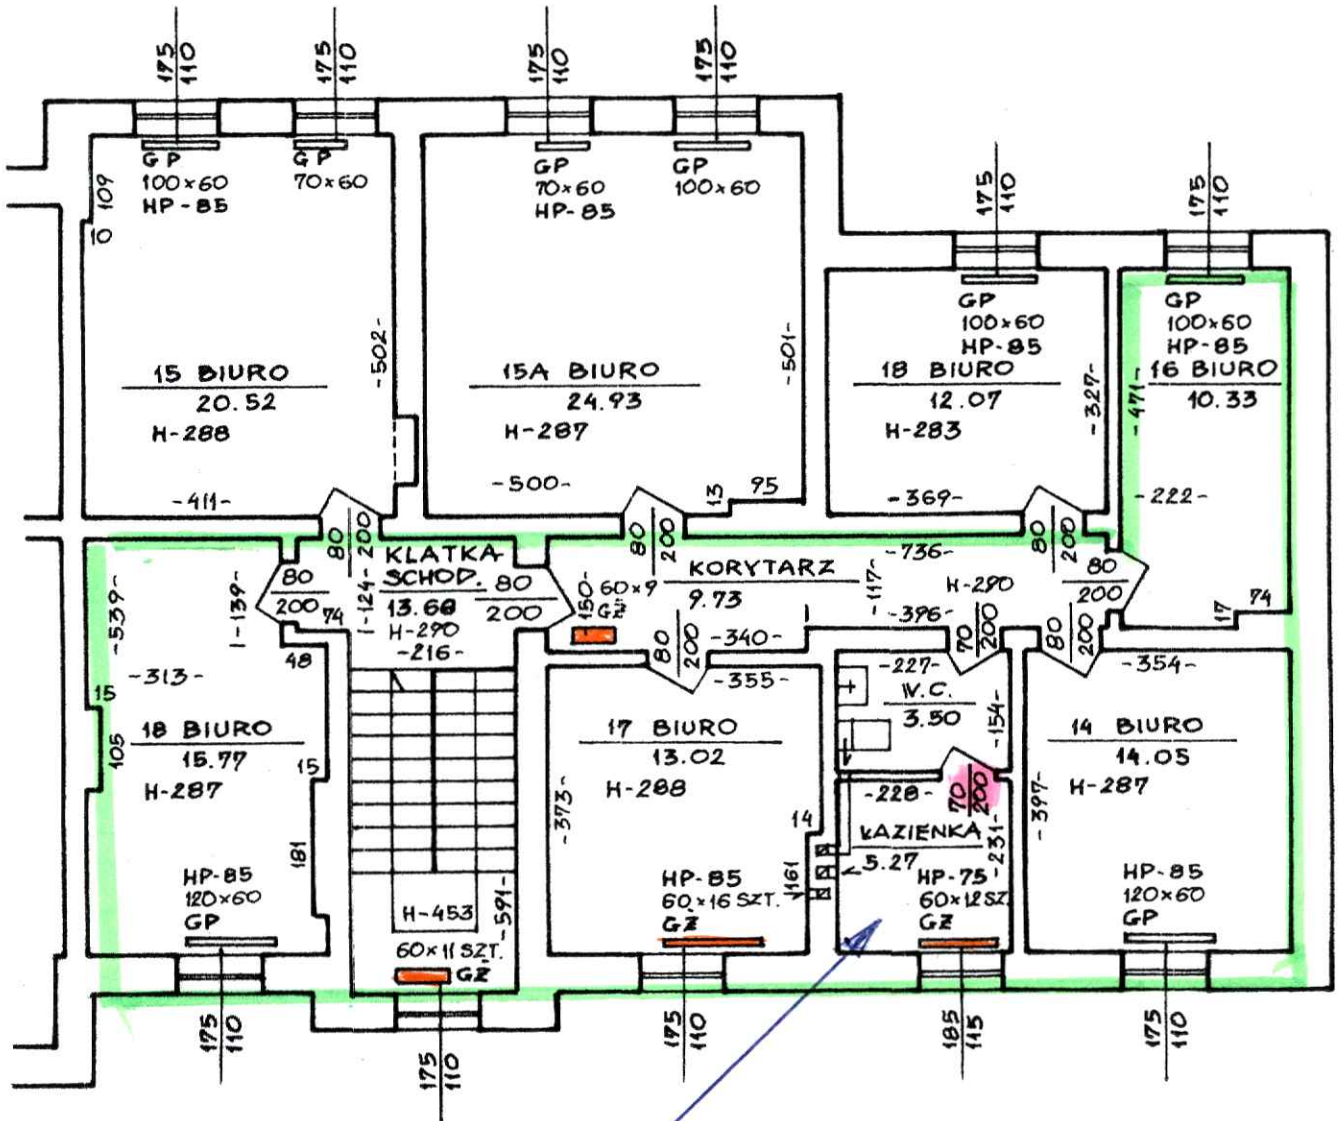 175
110
175
110
175
110
175
110
GP
100×60
HP-85
GP
70×60
GP
70×60
HP-85
GP
100×60
109
10
175
110
175
110
GP
100×60
HP-85
GP
100×60
HP-85
15 BIURO
20.52
H-288
-502-
-411-
15A BIURO
24.93
H-287
-501-
-500-
13
95
18 BIURO
12.07
H-283
-327-
-369-
16 BIURO
10.33
-471-
-222-
17
74
80
200
80
200
80
200
KLATKA
SCHOD.
13.68
H-290
-216-
-124-
80
200
80
200
74
KORYTARZ
9.73
60×9
GŻ
-150-
-117-
-736-
H-290
-396-
-340-
80
200
80
200
70
200
80
200
-539-
-139-
48
-313-
15
105
18 BIURO
15.77
H-287
15
181
HP-85
120×60
GP
H-453
-591-
60×11 SZT.
GŻ
-355-
17 BIURO
13.02
H-288
-373-
14
161
HP-85
60×16 SZT.
GŻ
-227-
W.C.
3.50
-154-
70
200
-228-
ŁAZIENKA
5.27
-231-
HP-75
60×12 SZ
GŻ
-354-
14 BIURO
14.05
H-287
-397-
HP-85
120×60
GP
175
110
175
110
175
110
185
115
175
110